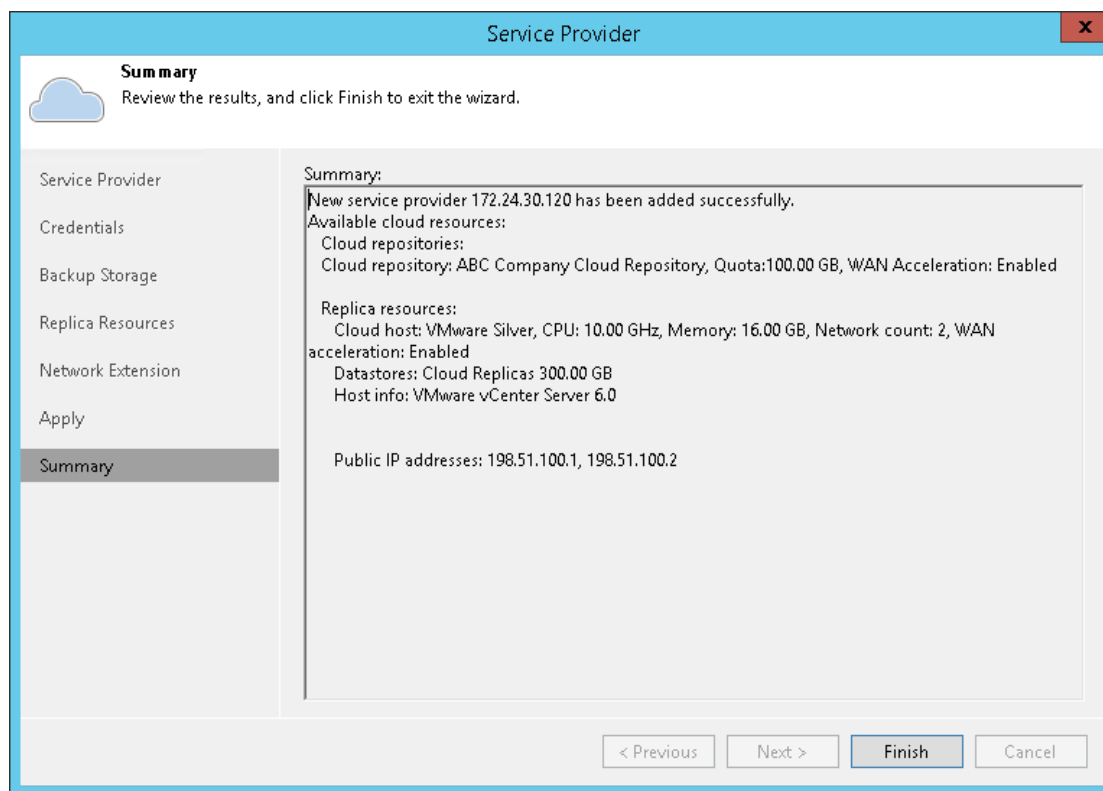 Service Provider
x
Summary
Review the results, and click Finish to exit the wizard.
Service Provider
Credentials
Backup Storage
Replica Resources
Network Extension
Apply
Summary
Summary:
New service provider 172.24.30.120 has been added successfully.
Available cloud resources:
Cloud repositories:
Cloud repository: ABC Company Cloud Repository, Quota:100.00 GB, WAN Acceleration: Enabled
Replica resources:
Cloud host: VMware Silver, CPU: 10.00 GHz, Memory: 16.00 GB, Network count: 2, WAN
acceleration: Enabled
Datastores: Cloud Replicas 300.00 GB
Host info: VMware vCenter Server 6.0
Public IP addresses: 198.51.100.1, 198.51.100.2
< Previous
Next >
Finish
Cancel